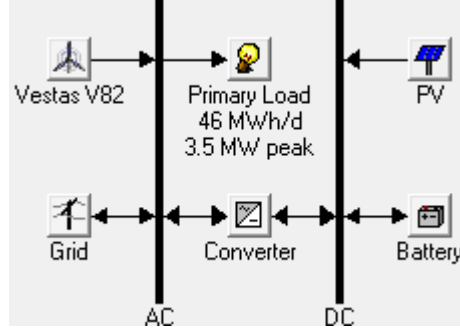 Vestas V82
Primary Load
46 MWh/d
3.5 MW peak
PV
Grid
Converter
Battery
AC
DC